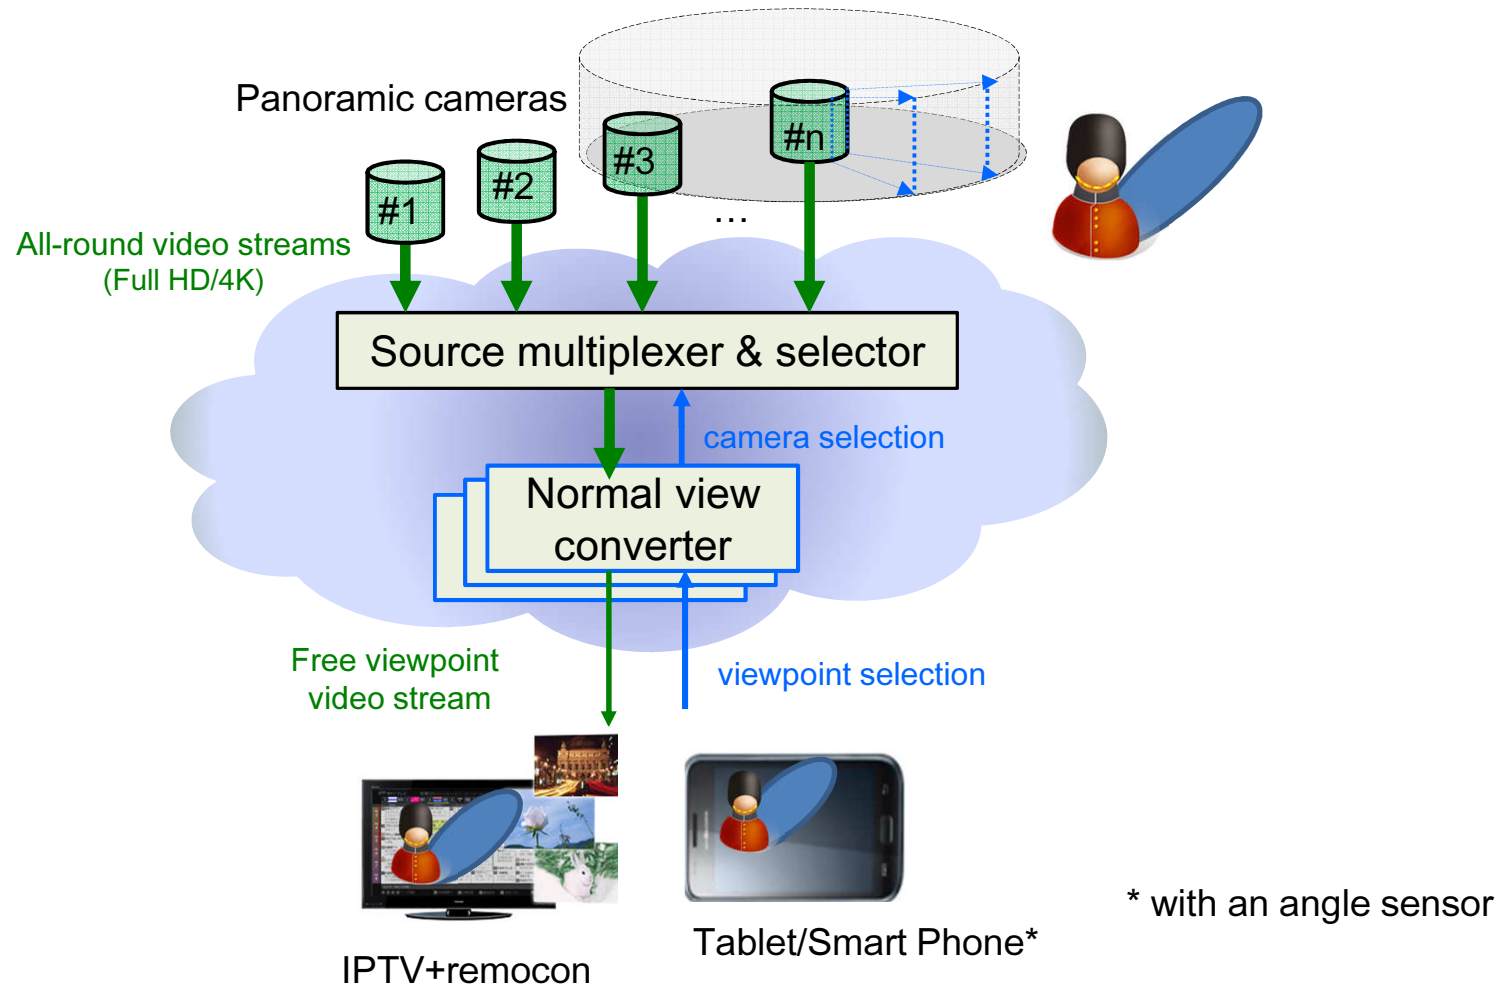 Panoramic cameras
#1
#2
#3
#n
...
All-round video streams
(Full HD/4K)
Source multiplexer & selector
camera selection
Normal view
converter
Free viewpoint
video stream
viewpoint selection
IPTV+remocon
Tablet/Smart Phone*
* with an angle sensor